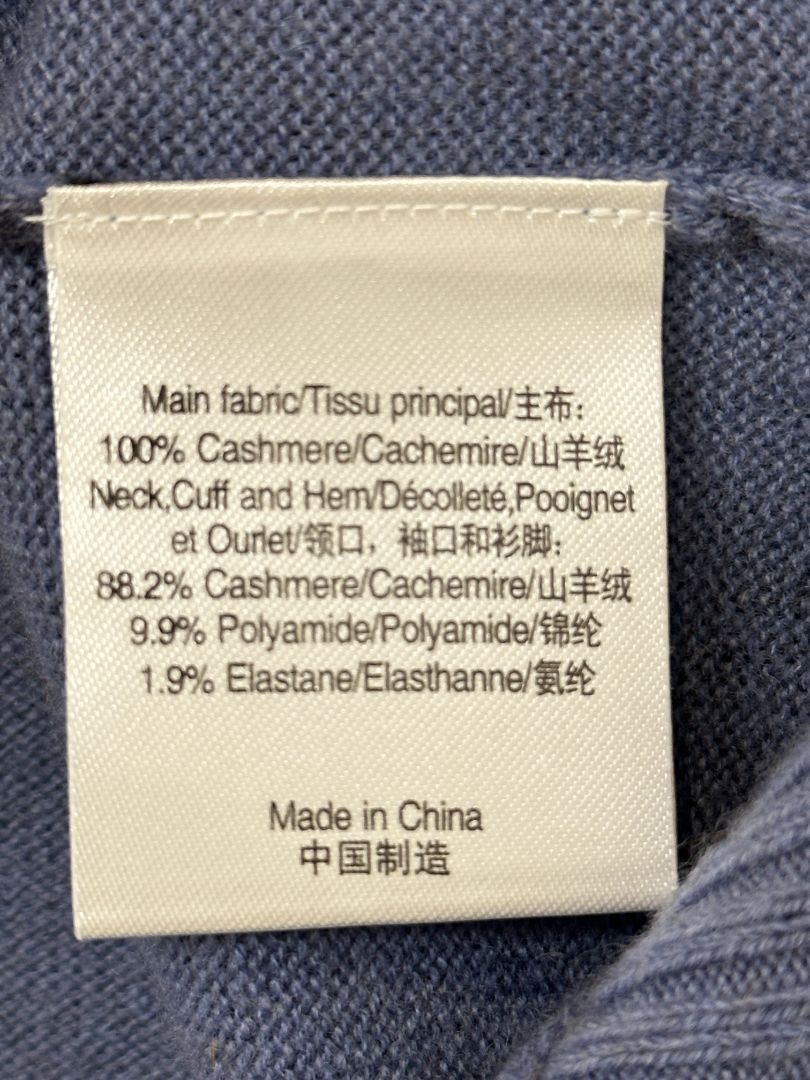 Main fabric/Tissu principal/主布:
100% Cashmere/Cachemire/山羊绒
Neck,Cuff and Hem/Décolleté,Pooignet
et Ourlet/领口，袖口和衫脚:
88.2% Cashmere/Cachemire/山羊绒
9.9% Polyamide/Polyamide/锦纶
1.9% Elastane/Elasthanne/氨纶
Made in China
中国制造